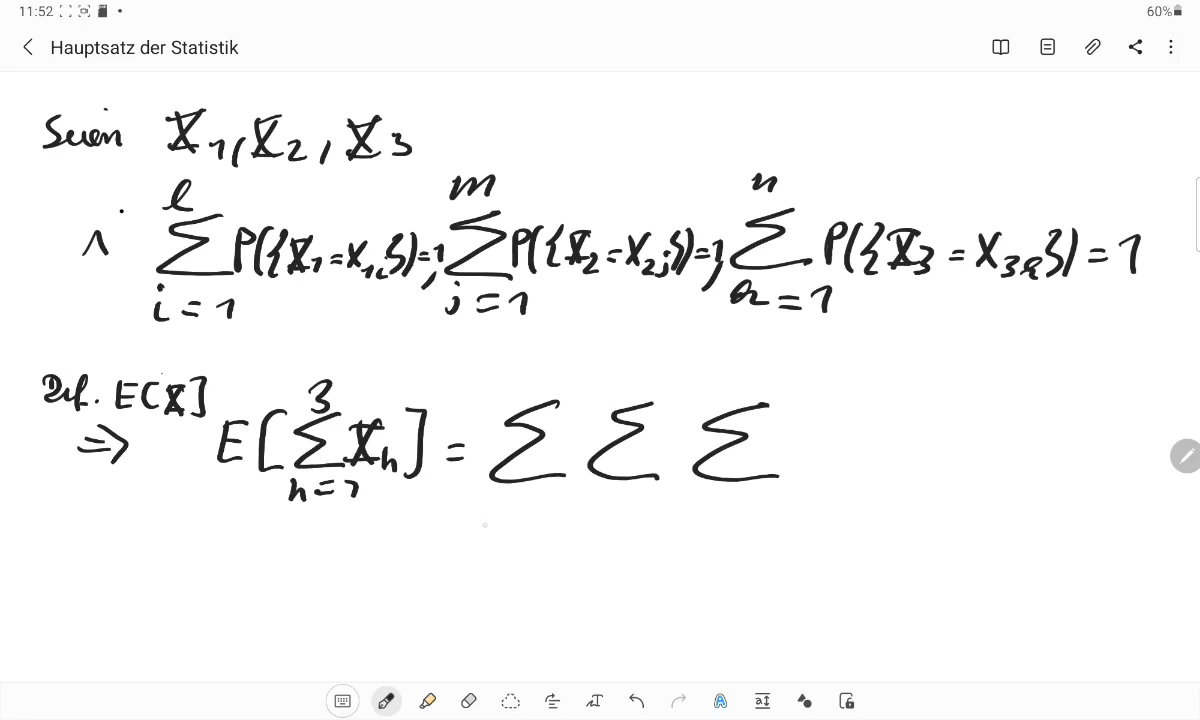 11:52 60%
Hauptsatz der Statistik
Seien X₁, X₂, X₃
∧ ∑_{i=1}^{l} P({X₁=x₁ᵢ})=1, ∑_{j=1}^{m} P({X₂=x₂ⱼ})=1, ∑_{k=1}^{n} P({X₃=x₃ₖ})=1
Def. E[X]
⇒ E[∑_{h=1}^{3} Xₕ] = ∑ ∑ ∑